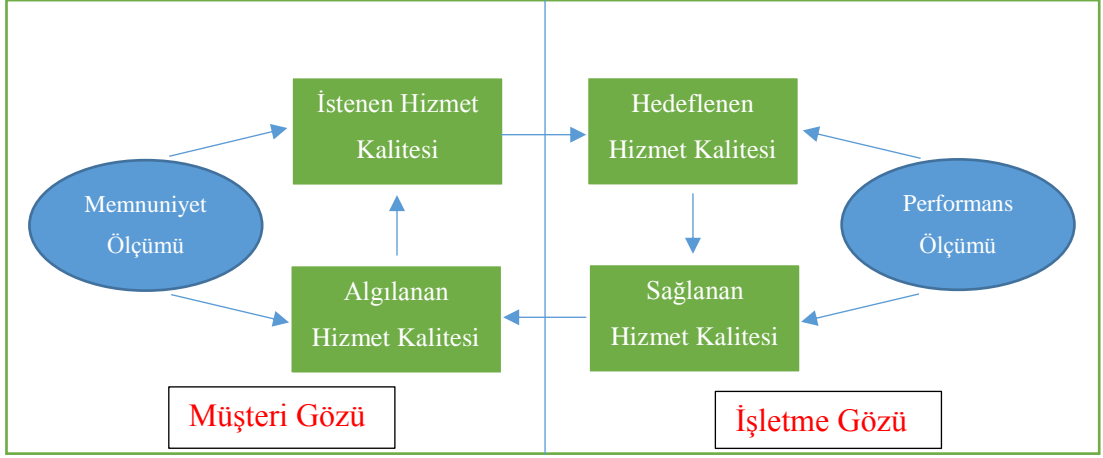 İstenen Hizmet
Kalitesi
Hedeflenen
Hizmet Kalitesi
Memnuniyet
Ölçümü
Performans
Ölçümü
Algılanan
Hizmet Kalitesi
Sağlanan
Hizmet Kalitesi
Müşteri Gözü
İşletme Gözü